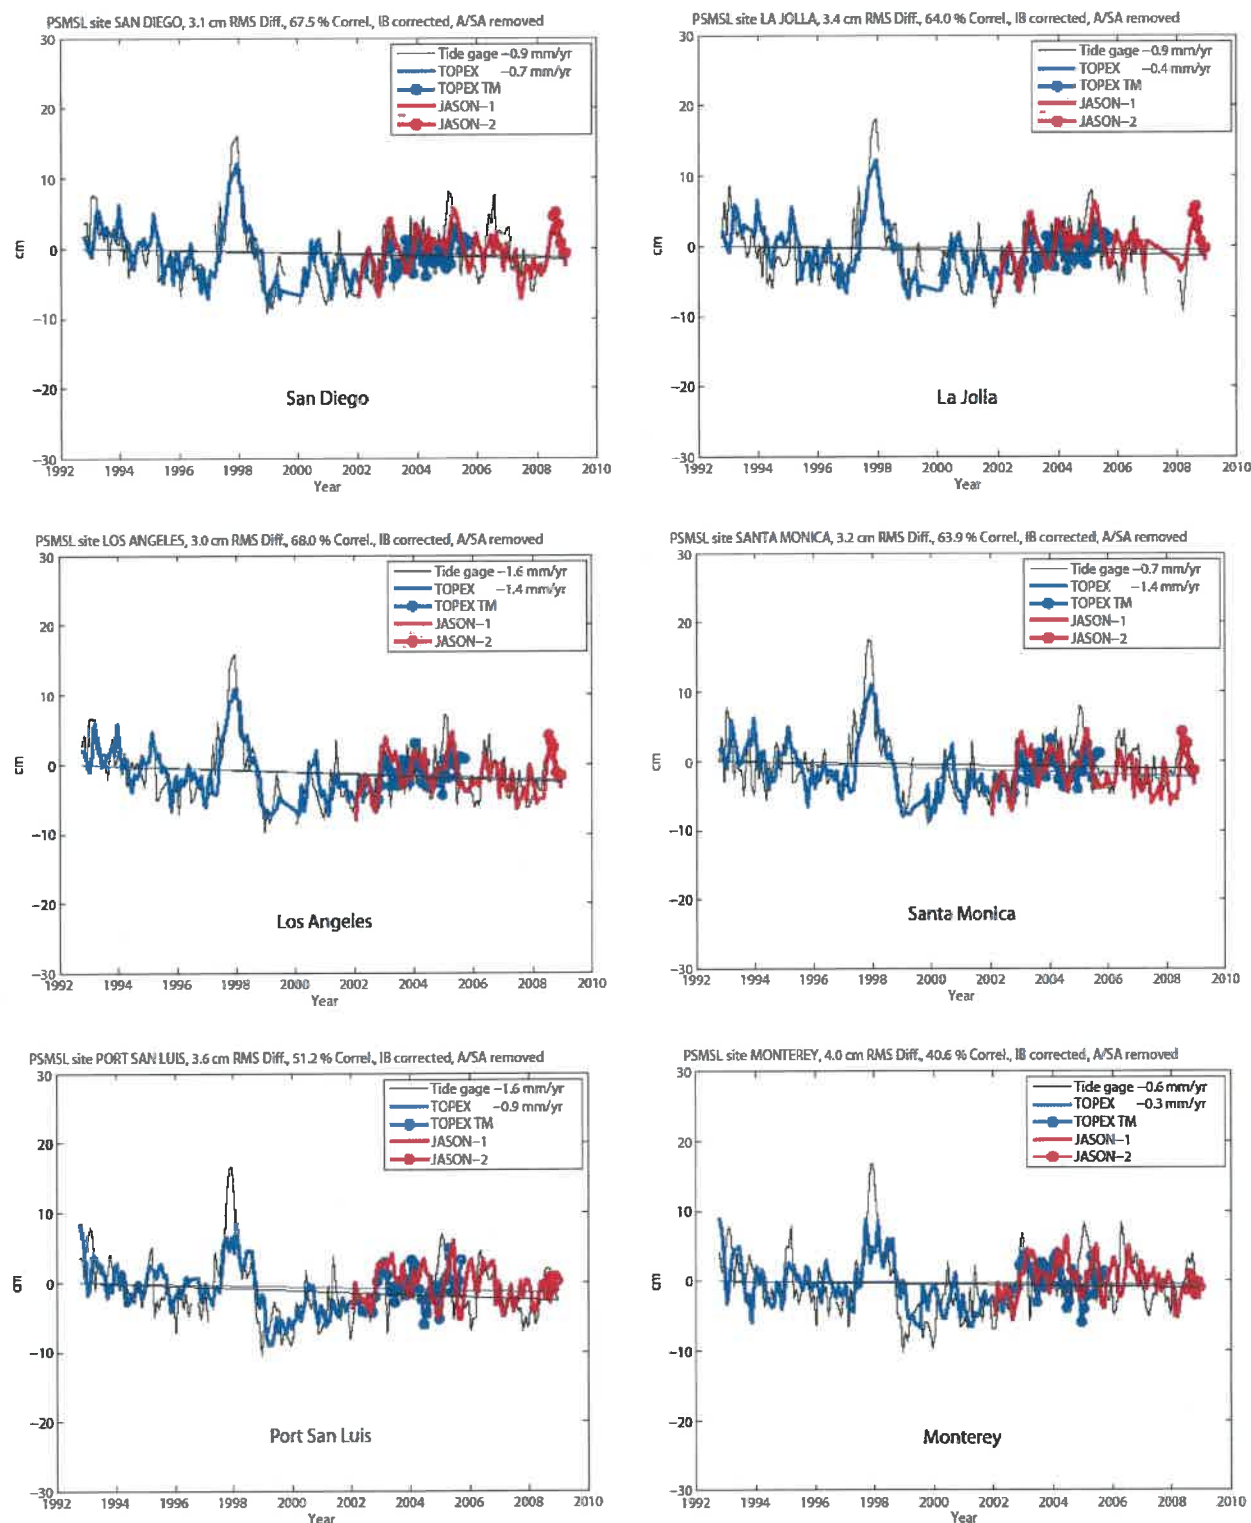 PSMSL site SAN DIEGO, 3.1 cm RMS Diff., 67.5 % Correl., IB corrected, A/SA removed
30
20
10
0
−10
−20
−30
cm
Tide gage −0.9 mm/yr
TOPEX −0.7 mm/yr
TOPEX TM
JASON−1
JASON−2
San Diego
1992 1994 1996 1998 2000 2002 2004 2006 2008 2010
Year
PSMSL site LA JOLLA, 3.4 cm RMS Diff., 64.0 % Correl., IB corrected, A/SA removed
30
20
10
0
−10
−20
−30
cm
Tide gage −0.9 mm/yr
TOPEX −0.4 mm/yr
TOPEX TM
JASON−1
JASON−2
La Jolla
1992 1994 1996 1998 2000 2002 2004 2006 2008 2010
Year
PSMSL site LOS ANGELES, 3.0 cm RMS Diff., 68.0 % Correl., IB corrected, A/SA removed
30
20
10
0
−10
−20
−30
cm
Tide gage −1.6 mm/yr
TOPEX −1.4 mm/yr
TOPEX TM
JASON−1
JASON−2
Los Angeles
1992 1994 1996 1998 2000 2002 2004 2006 2008 2010
Year
PSMSL site SANTA MONICA, 3.2 cm RMS Diff., 63.9 % Correl., IB corrected, A/SA removed
30
20
10
0
−10
−20
−30
cm
Tide gage −0.7 mm/yr
TOPEX −1.4 mm/yr
TOPEX TM
JASON−1
JASON−2
Santa Monica
1992 1994 1996 1998 2000 2002 2004 2006 2008 2010
Year
PSMSL site PORT SAN LUIS, 3.6 cm RMS Diff., 51.2 % Correl., IB corrected, A/SA removed
30
20
10
0
−10
−20
−30
cm
Tide gage −1.6 mm/yr
TOPEX −0.9 mm/yr
TOPEX TM
JASON−1
JASON−2
Port San Luis
1992 1994 1996 1998 2000 2002 2004 2006 2008 2010
Year
PSMSL site MONTEREY, 4.0 cm RMS Diff., 40.6 % Correl., IB corrected, A/SA removed
30
20
10
0
−10
−20
−30
cm
Tide gage −0.6 mm/yr
TOPEX −0.3 mm/yr
TOPEX TM
JASON−1
JASON−2
Monterey
1992 1994 1996 1998 2000 2002 2004 2006 2008 2010
Year